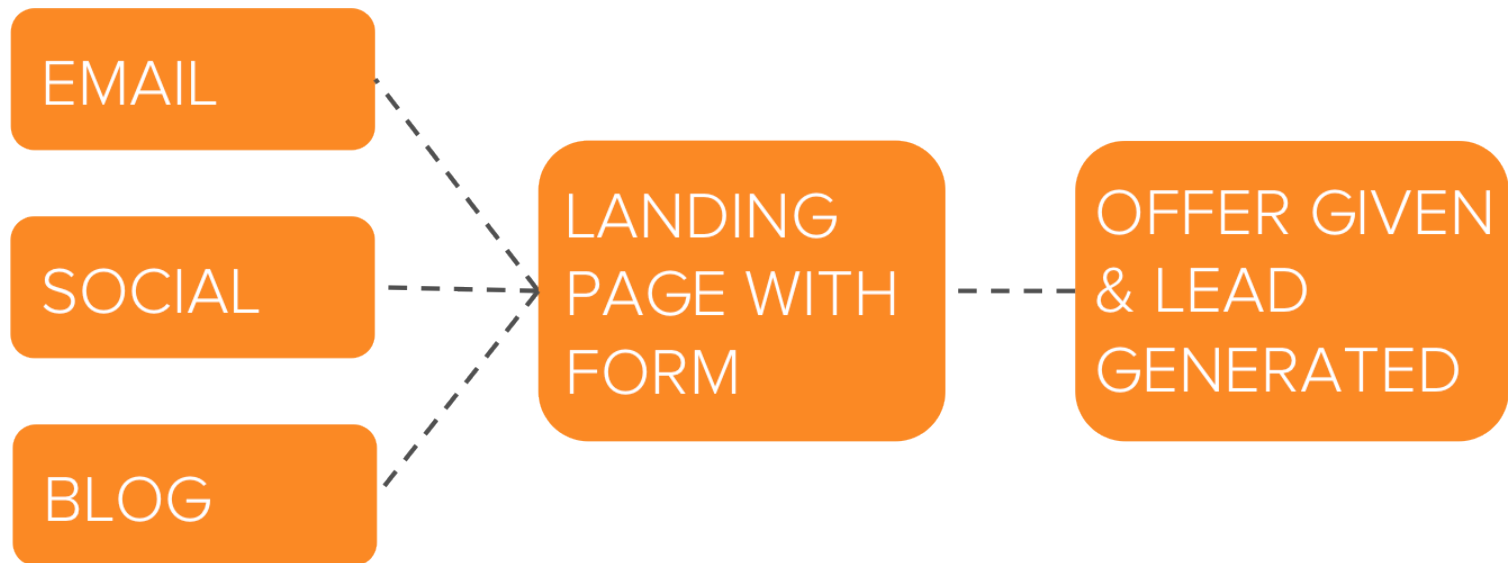 EMAIL
SOCIAL
BLOG
LANDING
PAGE WITH
FORM
OFFER GIVEN
& LEAD
GENERATED